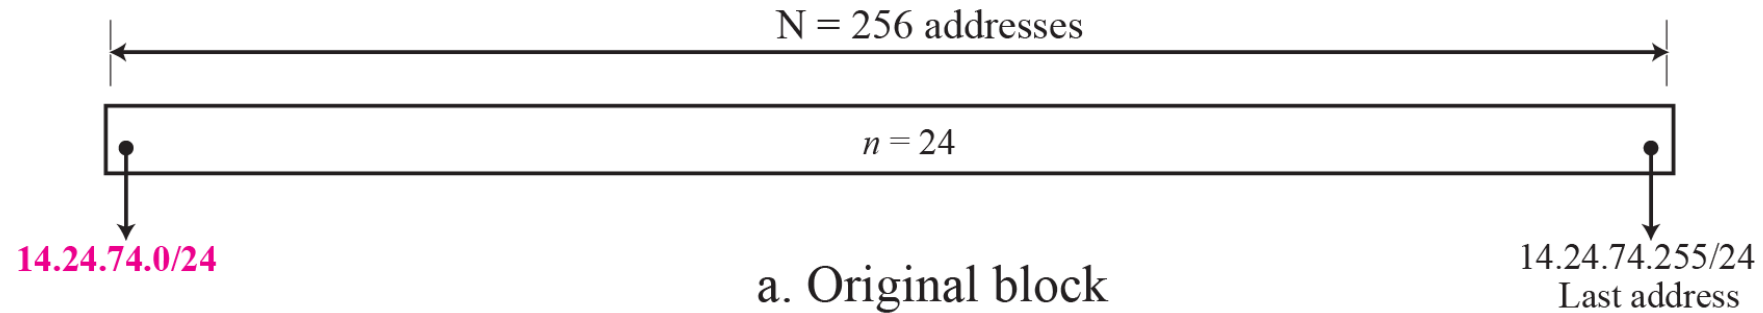 N = 256 addresses
n = 24
14.24.74.0/24
14.24.74.255/24
Last address
a. Original block